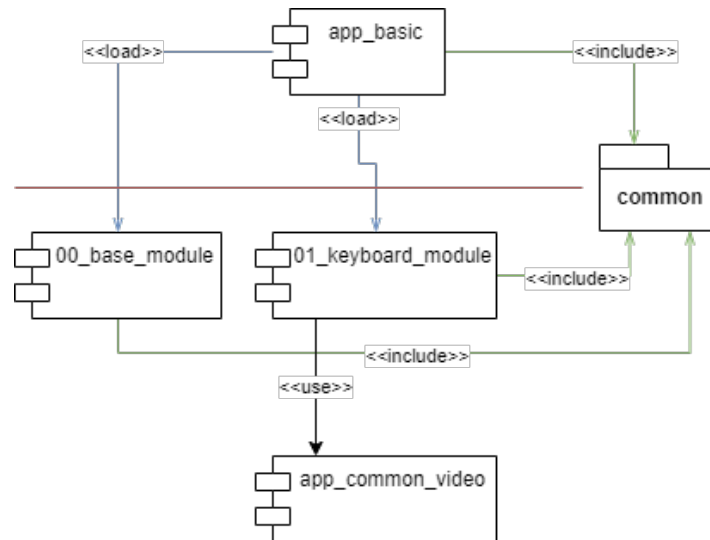 app_basic
<<load>>
<<include>>
<<load>>
common
00_base_module
01_keyboard_module
<<include>>
<<include>>
<<use>>
app_common_video